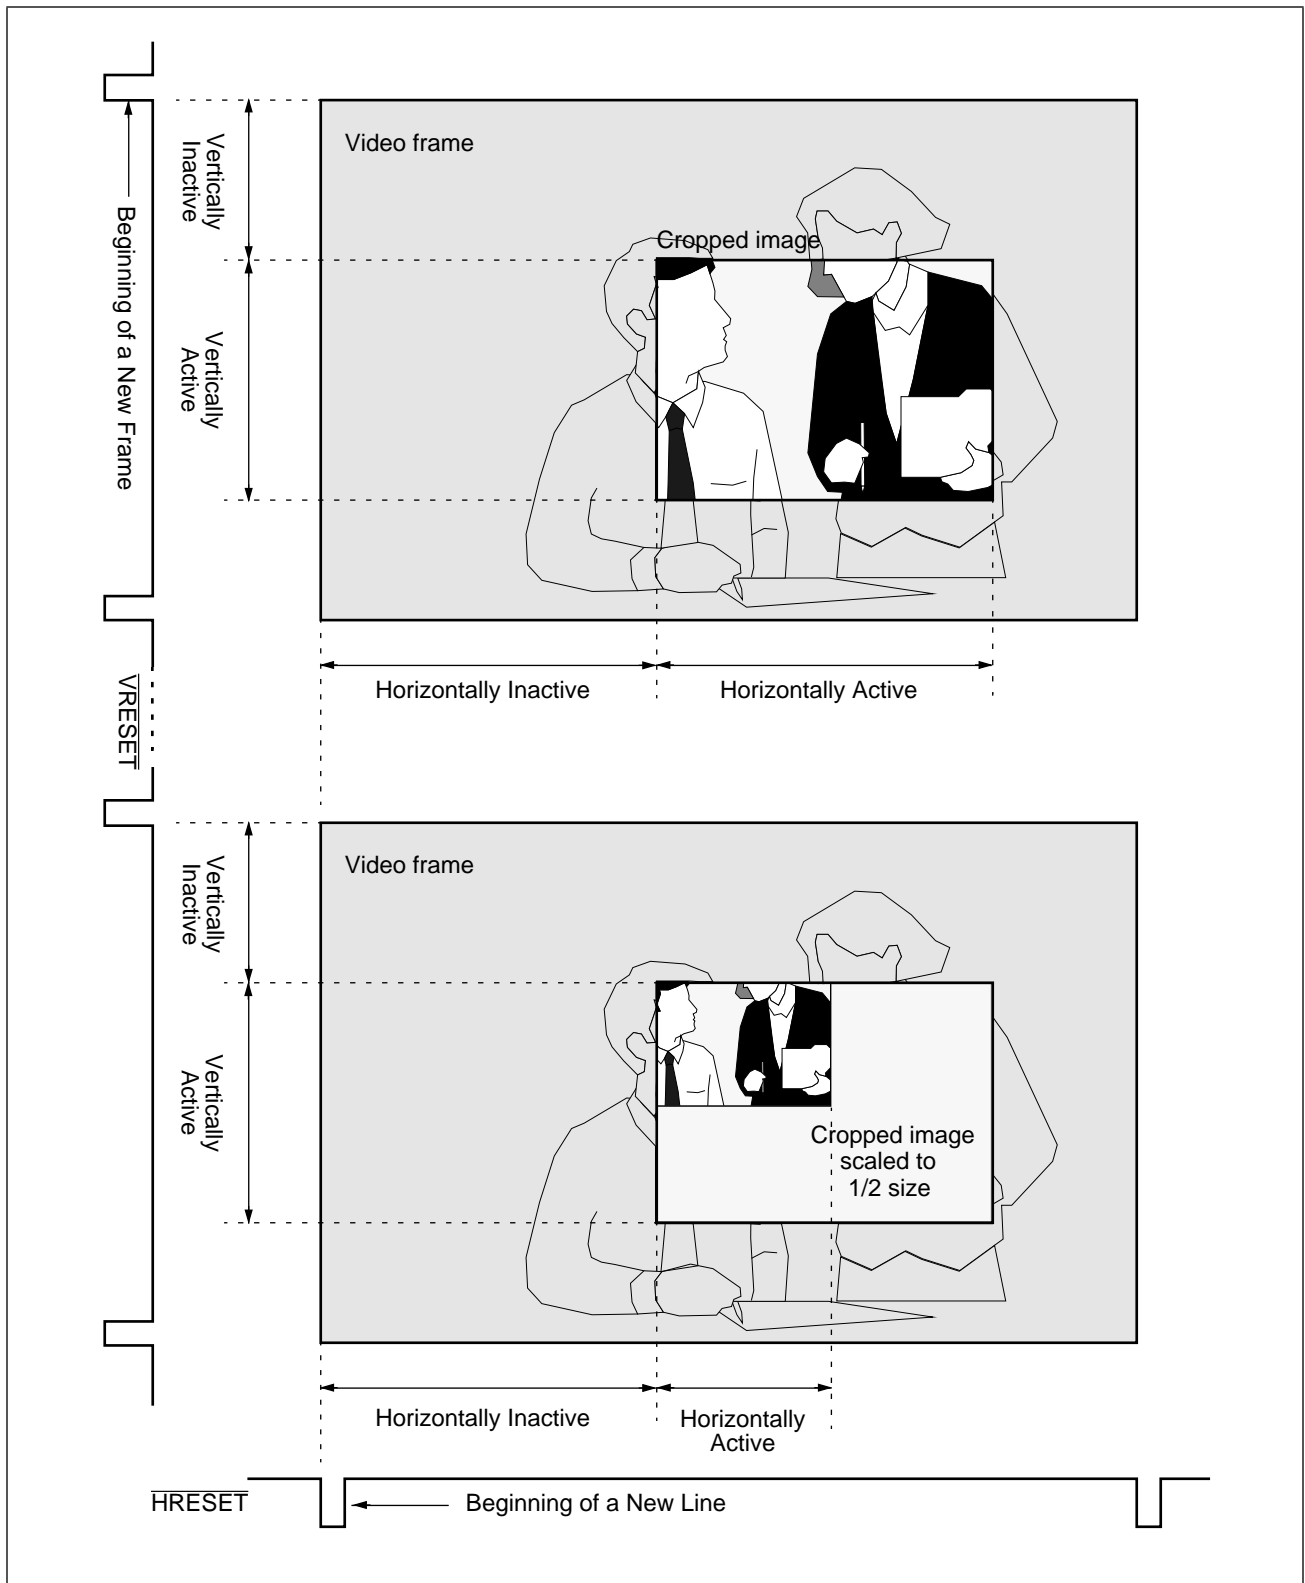 Video frame
Vertically
Inactive
Beginning of a New Frame
Cropped image
Vertically
Active
Horizontally Inactive
Horizontally Active
VRESET
Video frame
Vertically
Inactive
Vertically
Active
Cropped image
scaled to
1/2 size
Horizontally Inactive
Horizontally
Active
HRESET
Beginning of a New Line